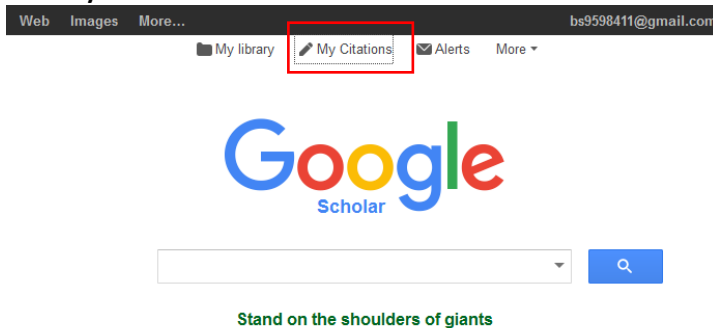 Web Images More... bs9598411@gmail.com
My library My Citations Alerts More
Google
Scholar
Stand on the shoulders of giants